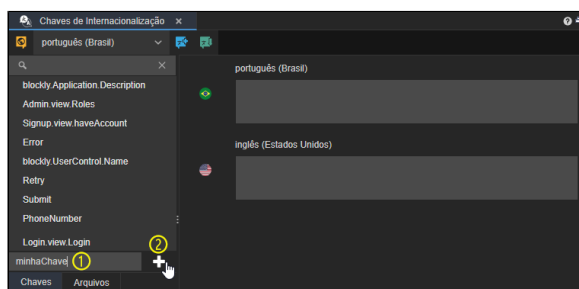 Chaves de Internacionalização
português (Brasil)
blockly.Application.Description
Admin.view.Roles
Signup.view.haveAccount
Error
blockly.UserControl.Name
Retry
Submit
PhoneNumber
Login.view.Login
minhaChave 1
2
Chaves Arquivos
português (Brasil)
inglês (Estados Unidos)